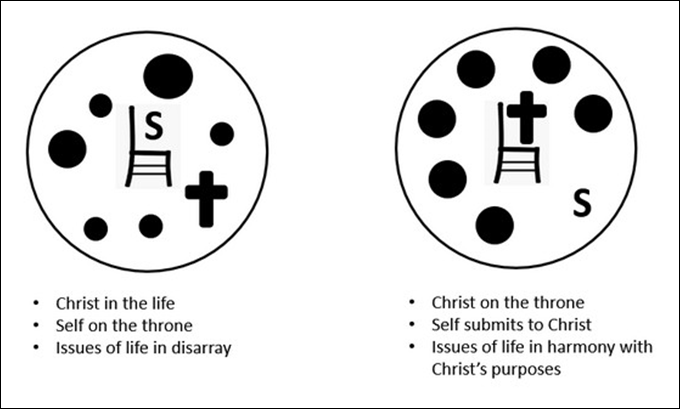 S
S
• Christ in the life
• Self on the throne
• Issues of life in disarray
• Christ on the throne
• Self submits to Christ
• Issues of life in harmony with
Christ's purposes